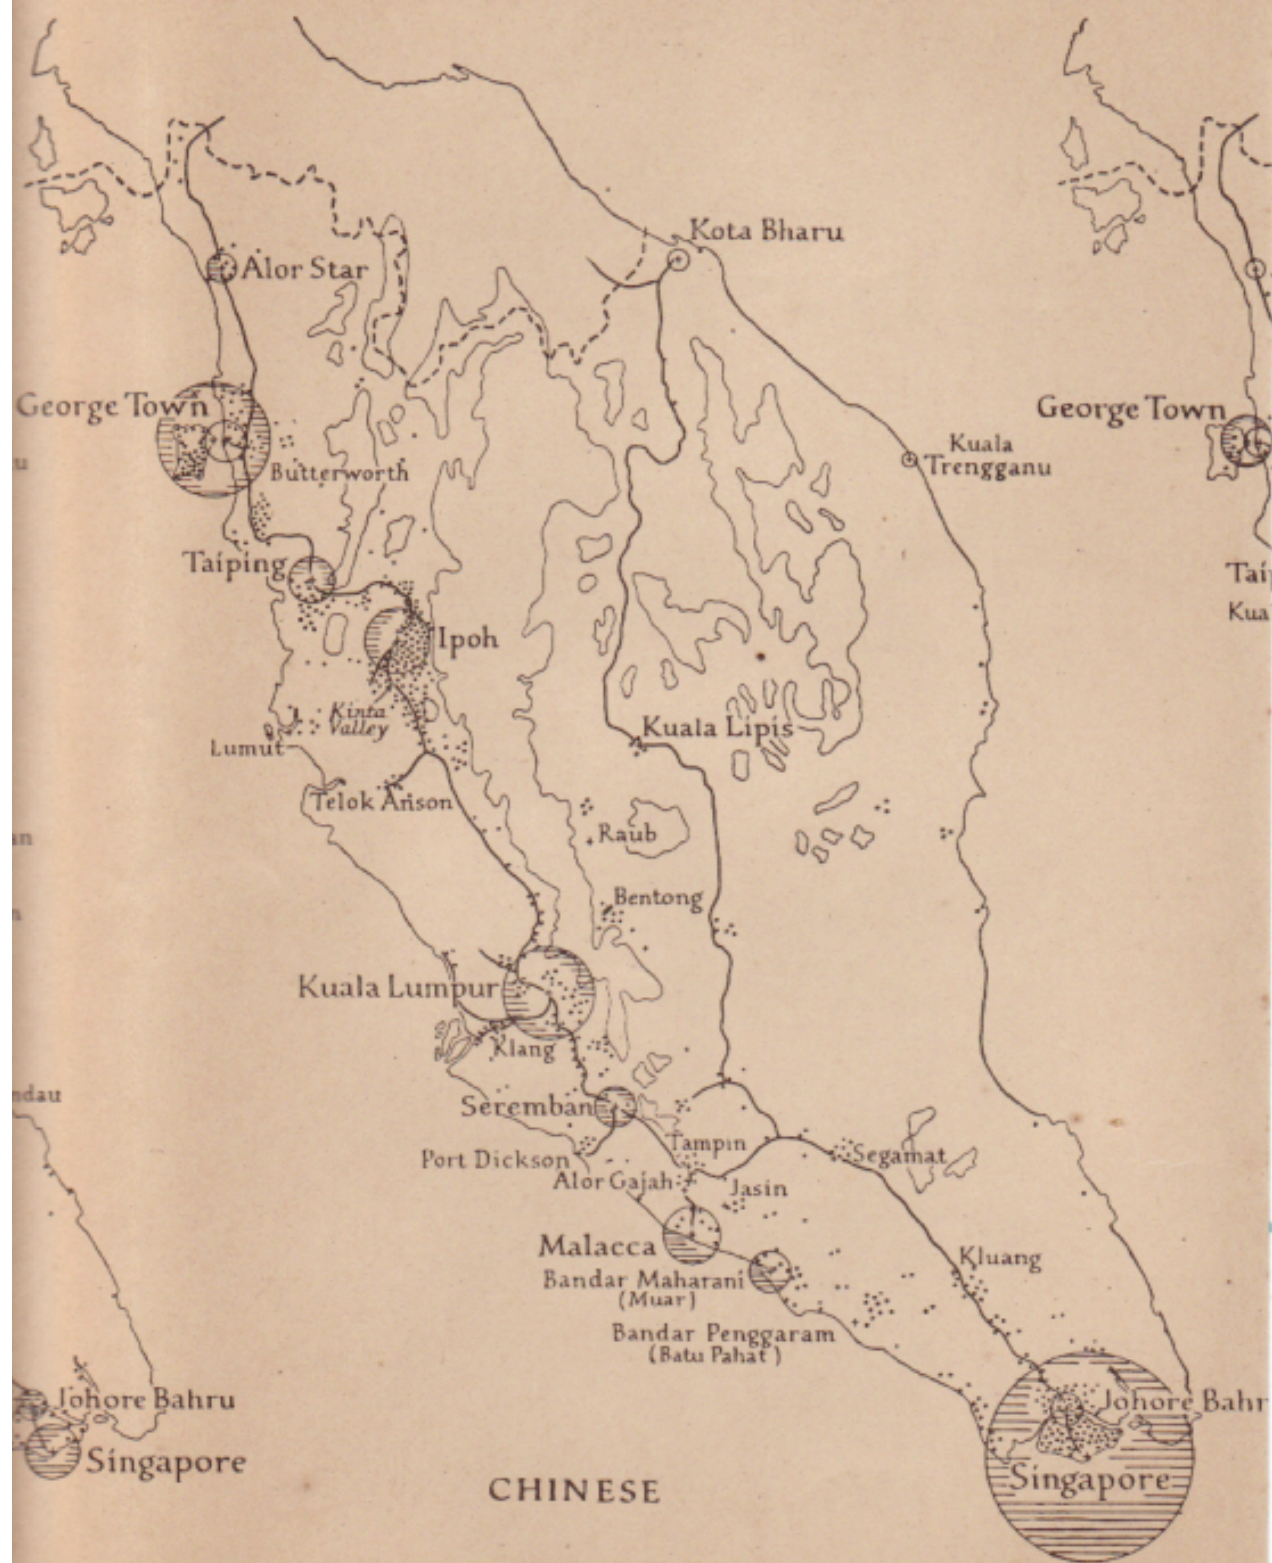 Kota Bharu
Alor Star
George Town
George Town
Kuala
Trengganu
Butterworth
Taiping
Ipoh
Kinta
Valley
Kuala Lipis
Lumut
Telok Anson
Raub
Bentong
Kuala Lumpur
Klang
ndau
Seremban
Tampin
Segamat
Port Dickson
Alor Gajah
Jasin
Malacca
Kluang
Bandar Maharani
(Muar)
Bandar Penggaram
(Batu Pahat)
Johore Bahru
Johore Bahr
Singapore
Singapore
CHINESE